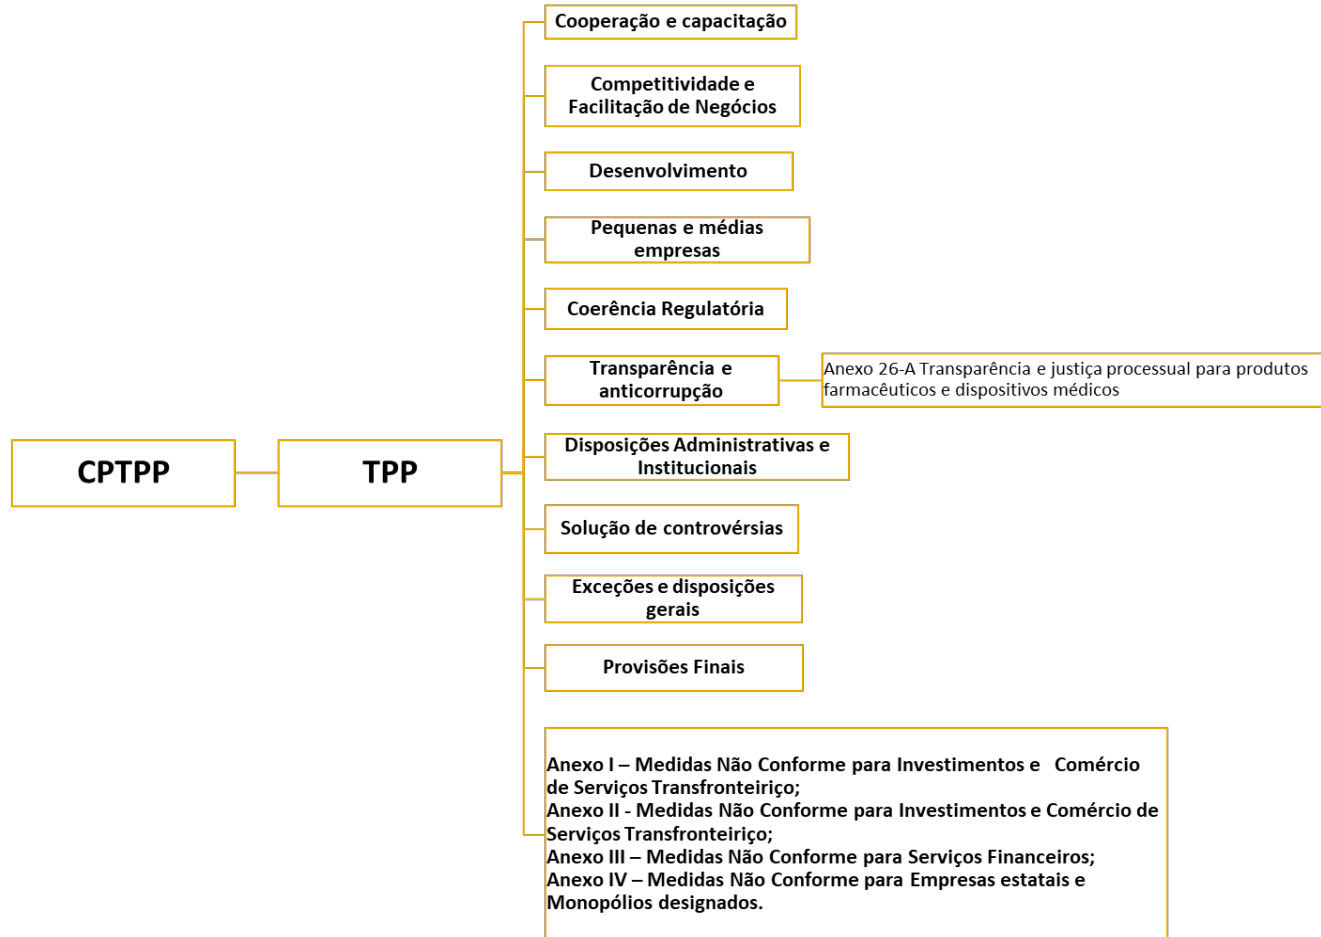 Cooperação e capacitação
Competitividade e
Facilitação de Negócios
Desenvolvimento
Pequenas e médias
empresas
Coerência Regulatória
Transparência e
anticorrupção
Anexo 26-A Transparência e justiça processual para produtos
farmacêuticos e dispositivos médicos
Disposições Administrativas e
Institucionais
CPTPP
TPP
Solução de controvérsias
Exceções e disposições
gerais
Provisões Finais
Anexo I – Medidas Não Conforme para Investimentos e Comércio
de Serviços Transfronteiriço;
Anexo II - Medidas Não Conforme para Investimentos e Comércio de
Serviços Transfronteiriço;
Anexo III – Medidas Não Conforme para Serviços Financeiros;
Anexo IV – Medidas Não Conforme para Empresas estatais e
Monopólios designados.